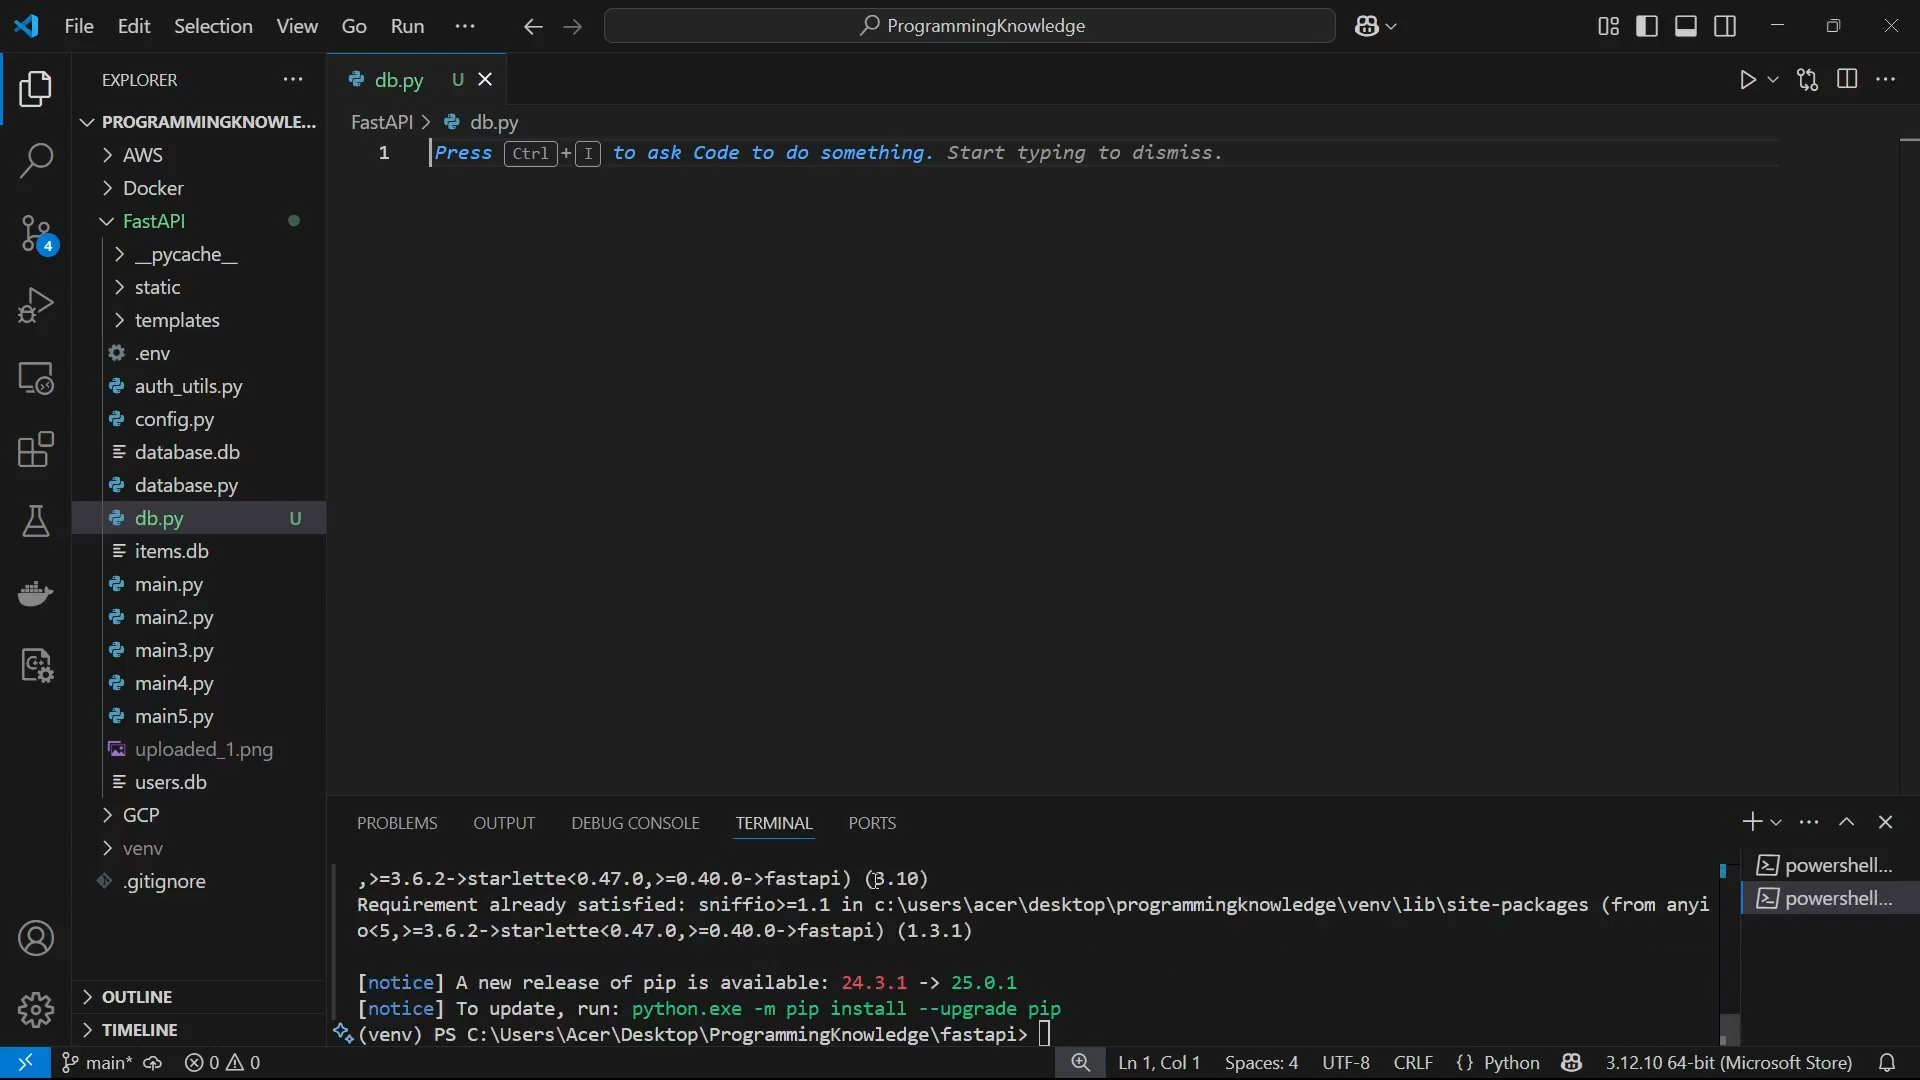 File Edit Selection View Go Run ··· ProgrammingKnowledge
EXPLORER ···
PROGRAMMINGKNOWLE...
AWS
Docker
FastAPI
__pycache__
static
templates
.env
auth_utils.py
config.py
database.db
database.py
db.py U
items.db
main.py
main2.py
main3.py
main4.py
main5.py
uploaded_1.png
users.db
GCP
venv
.gitignore
OUTLINE
TIMELINE
4
db.py U
FastAPI > db.py
1 Press Ctrl + I to ask Code to do something. Start typing to dismiss.
PROBLEMS OUTPUT DEBUG CONSOLE TERMINAL PORTS
,>=3.6.2->starlette<0.47.0,>=0.40.0->fastapi) (3.10)
Requirement already satisfied: sniffio>=1.1 in c:\users\acer\desktop\programmingknowledge\venv\lib\site-packages (from anyi
o<5,>=3.6.2->starlette<0.47.0,>=0.40.0->fastapi) (1.3.1)
[notice] A new release of pip is available: 24.3.1 -> 25.0.1
[notice] To update, run: python.exe -m pip install --upgrade pip
(venv) PS C:\Users\Acer\Desktop\ProgrammingKnowledge\fastapi>
powershell...
powershell...
main* 0 0 Ln 1, Col 1 Spaces: 4 UTF-8 CRLF {} Python 3.12.10 64-bit (Microsoft Store)